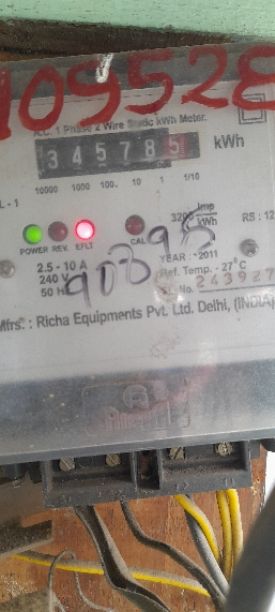 109528
A.C. 1 Phase 2 Wire Static kWh Meter.
345785 kWh
10000 1000 100. 10 1 1/10
L - 1
3200 Imp/kWh RS : 12
POWER REV. EFLT CAL
2.5 - 10 A YEAR : - 2011
240 V Ref. Temp. - 27°C
50 Hz Sl. No. 243927
Mfrs. : Richa Equipments Pvt. Ltd. Delhi, (INDIA)